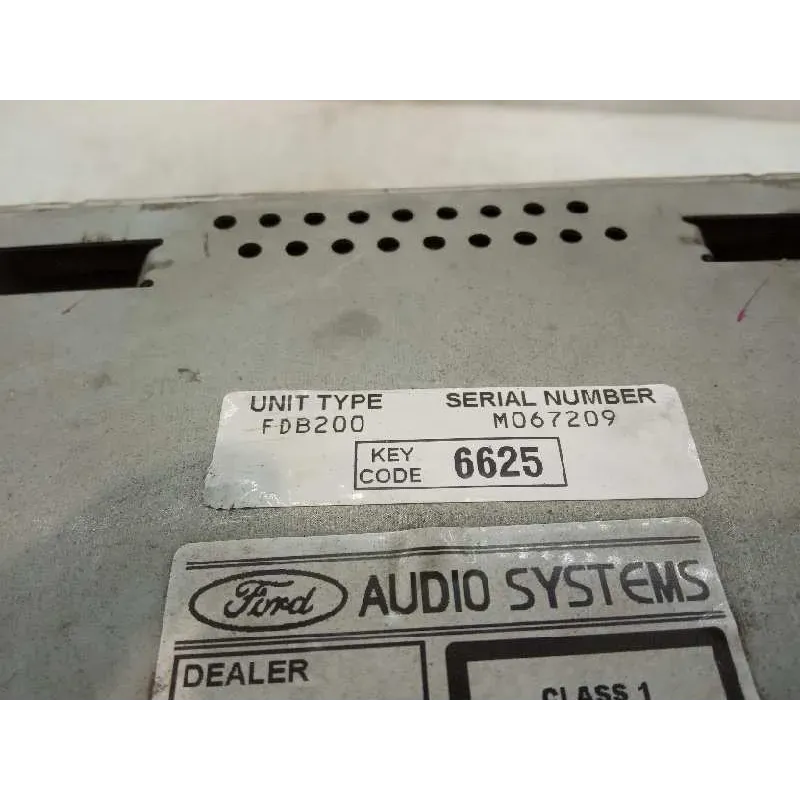 UNIT TYPE SERIAL NUMBER
FDB200 M067209
KEY CODE 6625
Ford AUDIO SYSTEMS
DEALER
CLASS 1